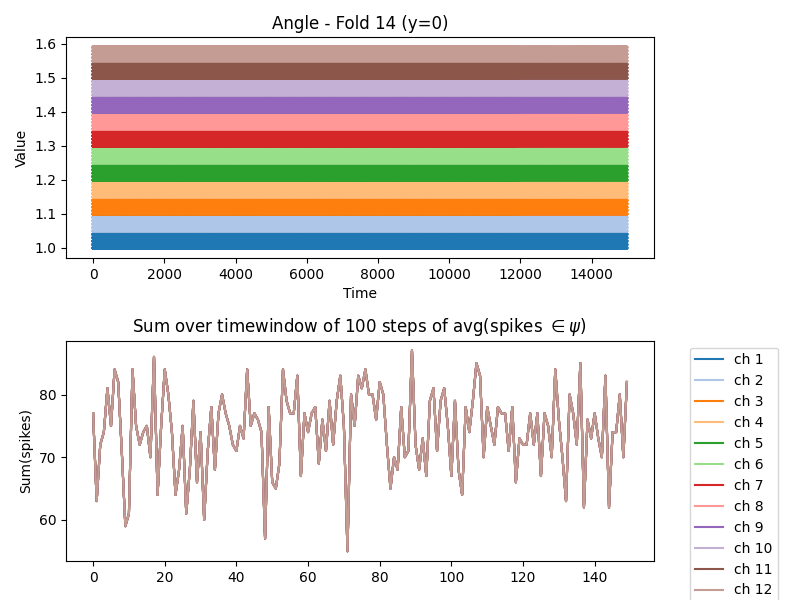 Angle - Fold 14 (y=0)
Value
1.6
1.5
1.4
1.3
1.2
1.1
1.0
0 2000 4000 6000 8000 10000 12000 14000
Time
Sum over timewindow of 100 steps of avg(spikes ∈ψ)
Sum(spikes)
80
70
60
0 20 40 60 80 100 120 140
ch 1
ch 2
ch 3
ch 4
ch 5
ch 6
ch 7
ch 8
ch 9
ch 10
ch 11
ch 12